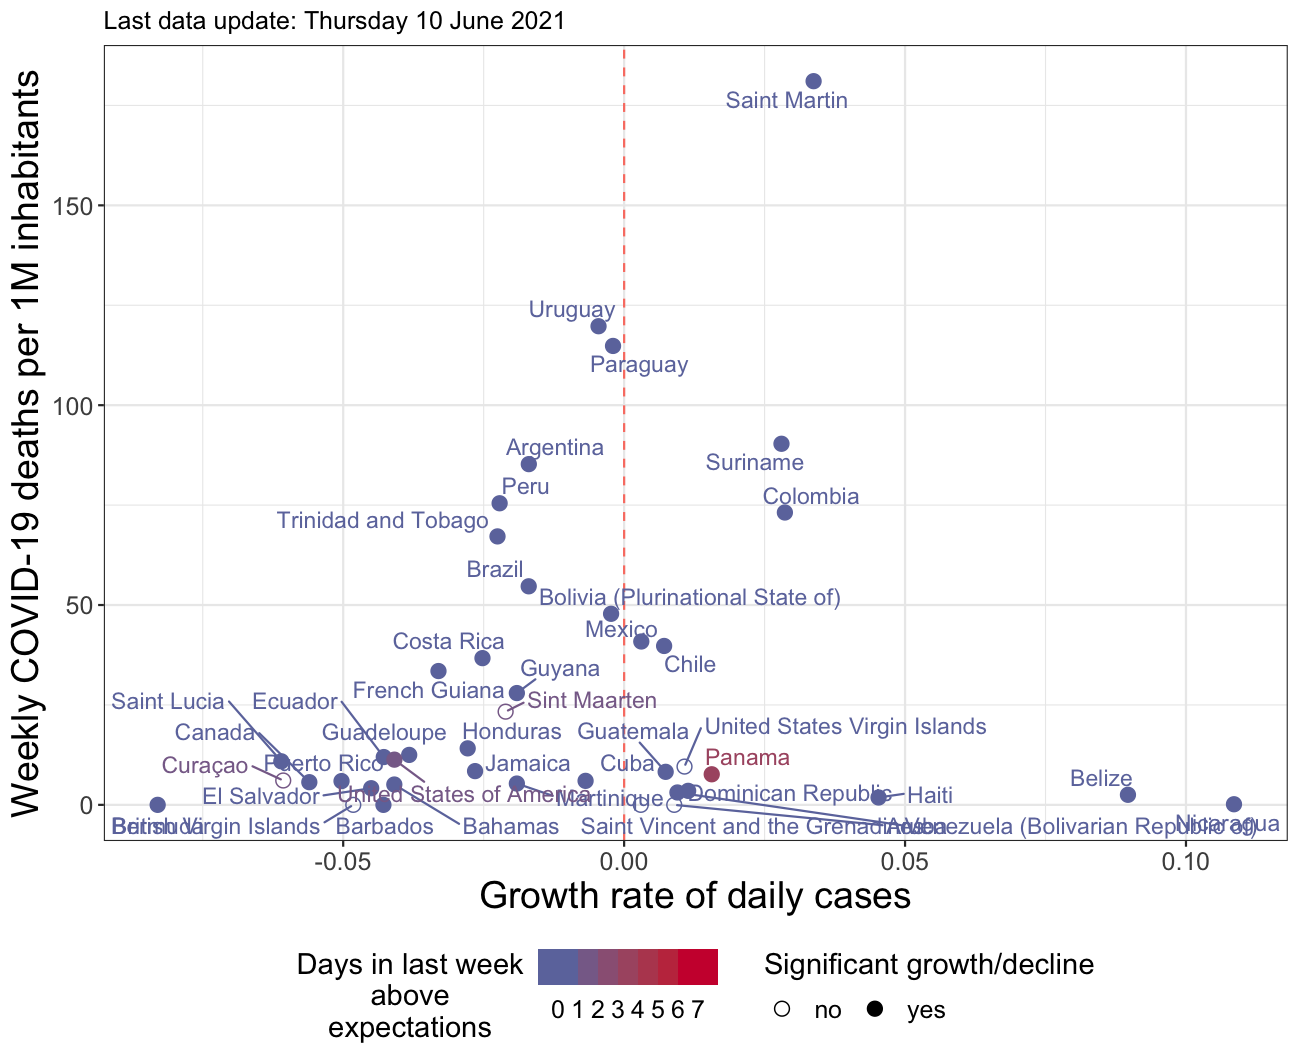 Last data update: Thursday 10 June 2021
Weekly COVID-19 deaths per 1M inhabitants
150
100
50
0
Saint Martin
Uruguay
Paraguay
Argentina
Suriname
Peru
Colombia
Trinidad and Tobago
Brazil
Bolivia (Plurinational State of)
Mexico
Costa Rica
Chile
Guyana
French Guiana
Saint Lucia
Ecuador
Sint Maarten
Canada
Guadeloupe
Honduras
Guatemala
United States Virgin Islands
Curaçao
Puerto Rico
Jamaica
Cuba
Panama
Belize
El Salvador
United States of America
Martinique
Dominican Republic
Haiti
Bermuda
British Virgin Islands
Barbados
Bahamas
Saint Vincent and the Grenadines
Aruba
Venezuela (Bolivarian Republic of)
Nicaragua
-0.05
0.00
0.05
0.10
Growth rate of daily cases
Days in last week
above
expectations
0 1 2 3 4 5 6 7
Significant growth/decline
no
yes